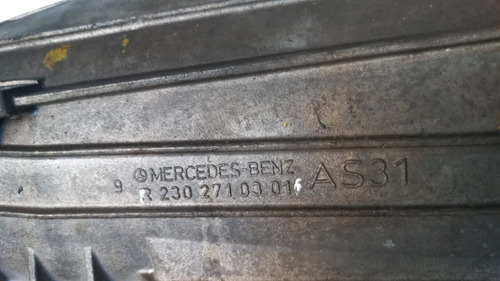 MERCEDES-BENZ
9 R 230 271 03 01 AS31